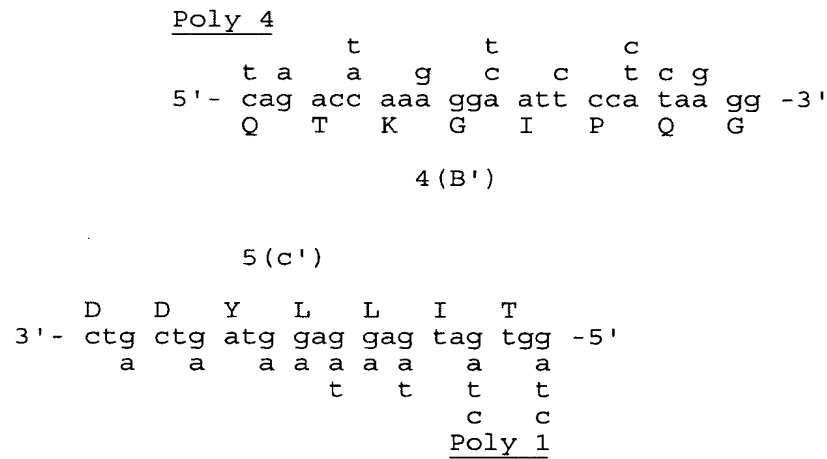 Poly 4
t t c
t a a g c c t c g
5'- cag acc aaa gga att cca taa gg -3'
Q T K G I P Q G
4(B')
5(c')
D D Y L L I T
3'- ctg ctg atg gag gag tag tgg -5'
a a a a a a a a a
t t t t
c c
Poly 1